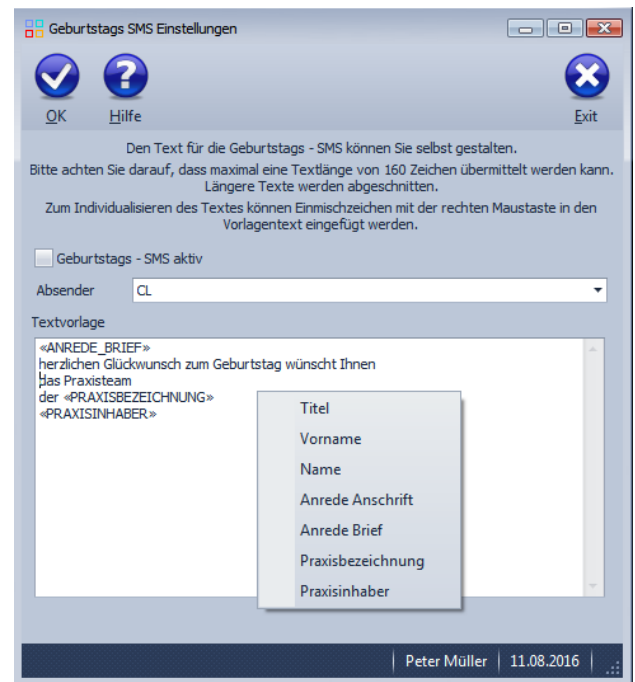 Geburtstags SMS Einstellungen
OK
Hilfe
Exit
Den Text für die Geburtstags - SMS können Sie selbst gestalten.
Bitte achten Sie darauf, dass maximal eine Textlänge von 160 Zeichen übermittelt werden kann.
Längere Texte werden abgeschnitten.
Zum Individualisieren des Textes können Einmischzeichen mit der rechten Maustaste in den
Vorlagentext eingefügt werden.
Geburtstags - SMS aktiv
Absender
CL
Textvorlage
«ANREDE_BRIEF»
herzlichen Glückwunsch zum Geburtstag wünscht Ihnen
das Praxisteam
der «PRAXISBEZEICHNUNG»
«PRAXISINHABER»
Titel
Vorname
Name
Anrede Anschrift
Anrede Brief
Praxisbezeichnung
Praxisinhaber
Peter Müller
11.08.2016